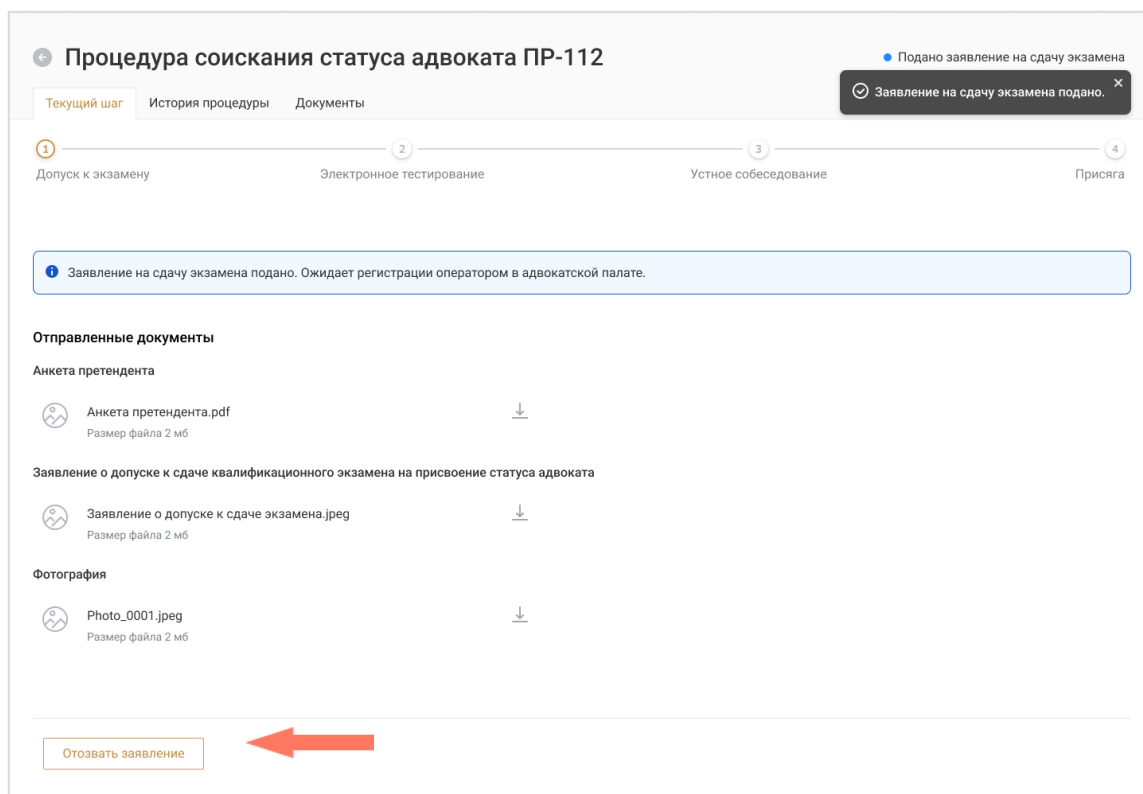 Процедура соискания статуса адвоката ПР-112
Подано заявление на сдачу экзамена
Заявление на сдачу экзамена подано.
Текущий шаг
История процедуры
Документы
1
2
3
4
Допуск к экзамену
Электронное тестирование
Устное собеседование
Присяга
Заявление на сдачу экзамена подано. Ожидает регистрации оператором в адвокатской палате.
Отправленные документы
Анкета претендента
Анкета претендента.pdf
Размер файла 2 мб
Заявление о допуске к сдаче квалификационного экзамена на присвоение статуса адвоката
Заявление о допуске к сдаче экзамена.jpeg
Размер файла 2 мб
Фотография
Photo_0001.jpeg
Размер файла 2 мб
Отозвать заявление